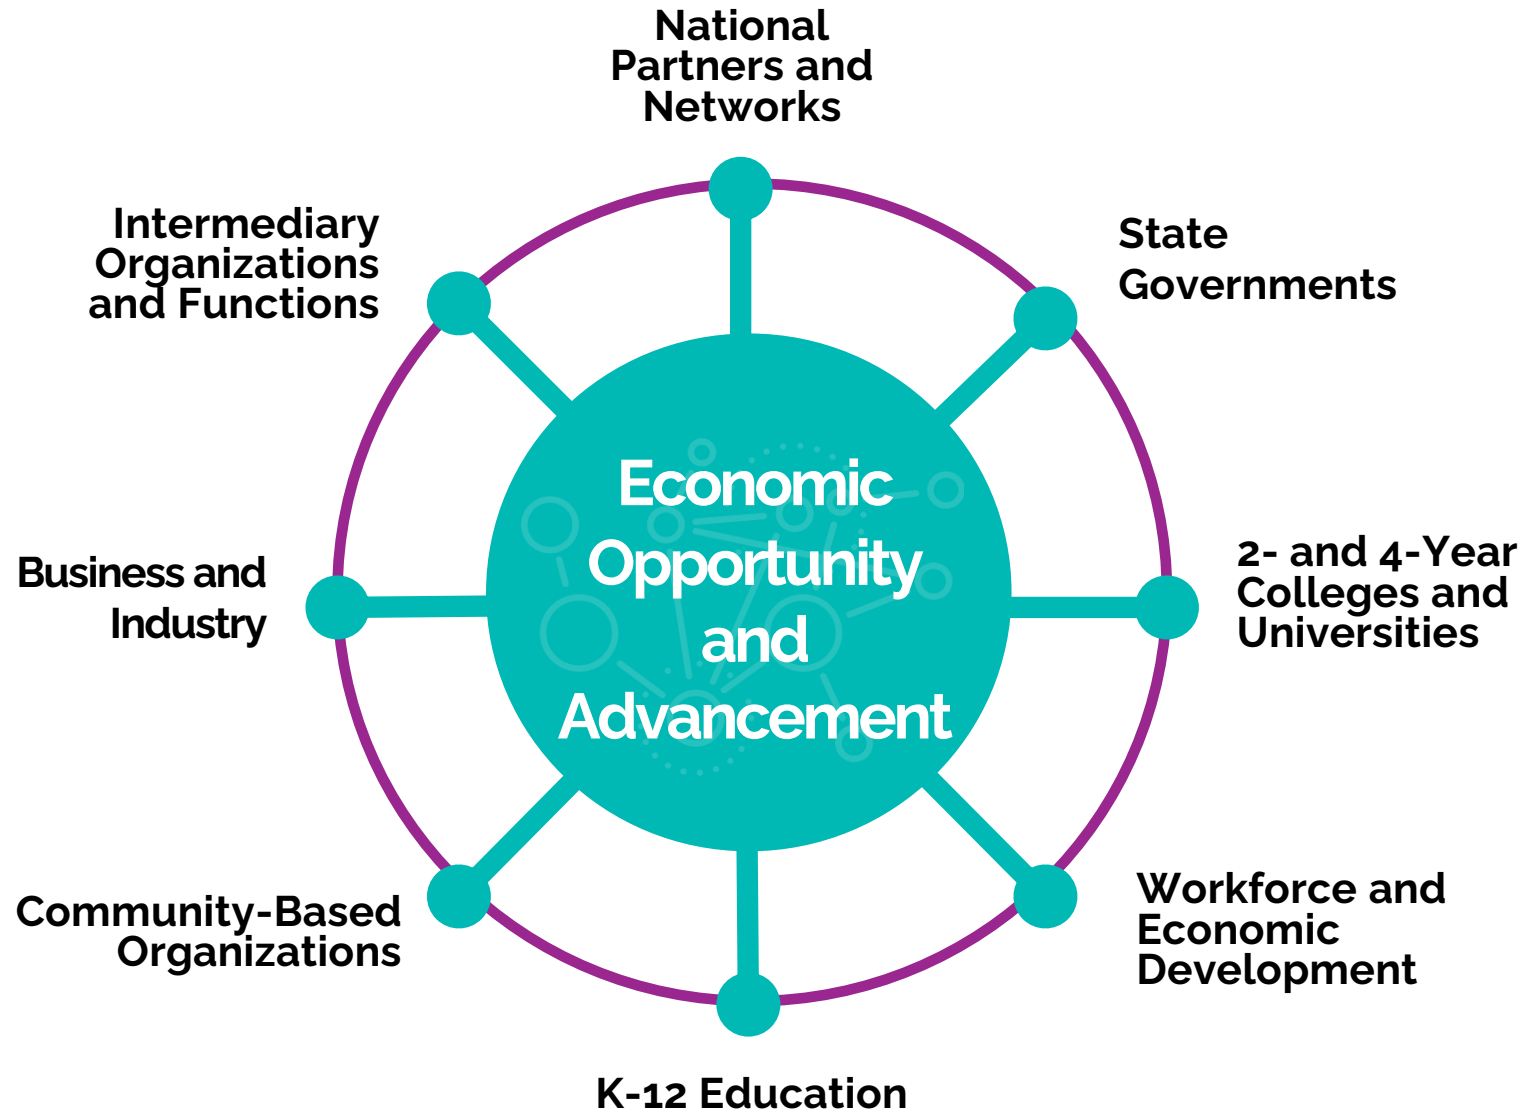 National
Partners and
Networks
Intermediary
Organizations
and Functions
State
Governments
Economic
Opportunity
and
Advancement
Business and
Industry
2- and 4-Year
Colleges and
Universities
Community-Based
Organizations
Workforce and
Economic
Development
K-12 Education